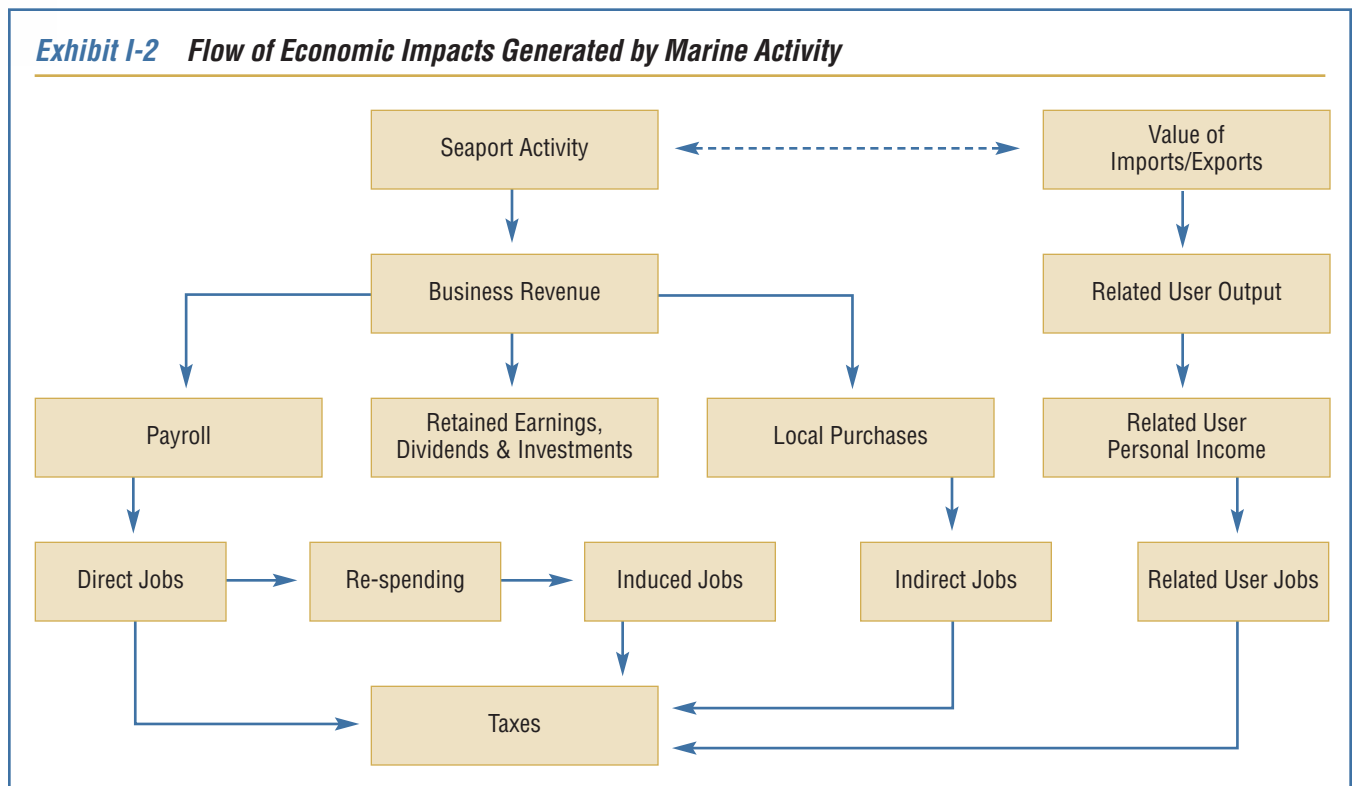 Exhibit I-2 Flow of Economic Impacts Generated by Marine Activity
Seaport Activity
Value of
Imports/Exports
Business Revenue
Related User Output
Payroll
Retained Earnings,
Dividends & Investments
Local Purchases
Related User
Personal Income
Direct Jobs
Re-spending
Induced Jobs
Indirect Jobs
Related User Jobs
Taxes